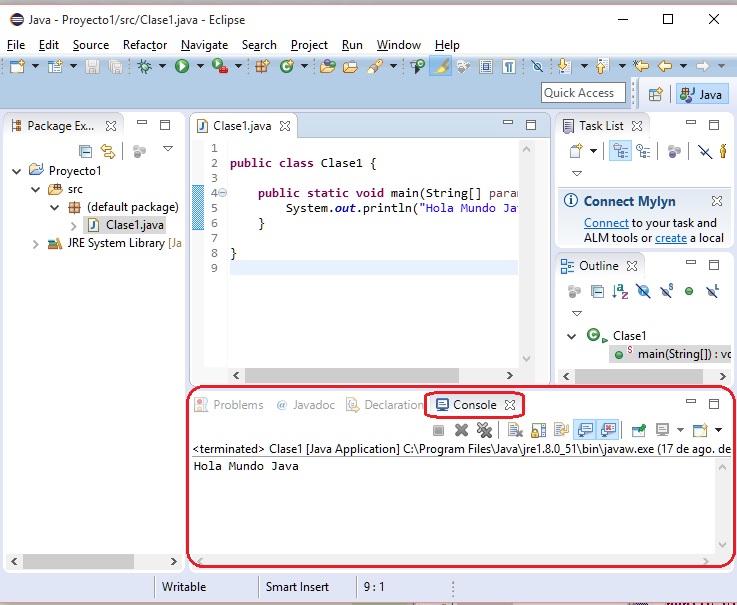 Java - Proyecto1/src/Clase1.java - Eclipse
File Edit Source Refactor Navigate Search Project Run Window Help
Quick Access
Java
Package Ex...
Proyecto1
src
(default package)
Clase1.java
JRE System Library [Ja
Clase1.java
1
2 public class Clase1 {
3
4 public static void main(String[] param
5 System.out.println("Hola Mundo Ja
6 }
7
8 }
9
Task List
Connect Mylyn
Connect to your task and
ALM tools or create a local
Outline
Clase1
main(String[]) : vo
Problems @ Javadoc Declaration Console
<terminated> Clase1 [Java Application] C:\Program Files\Java\jre1.8.0_51\bin\javaw.exe (17 de ago. de
Hola Mundo Java
Writable Smart Insert 9 : 1